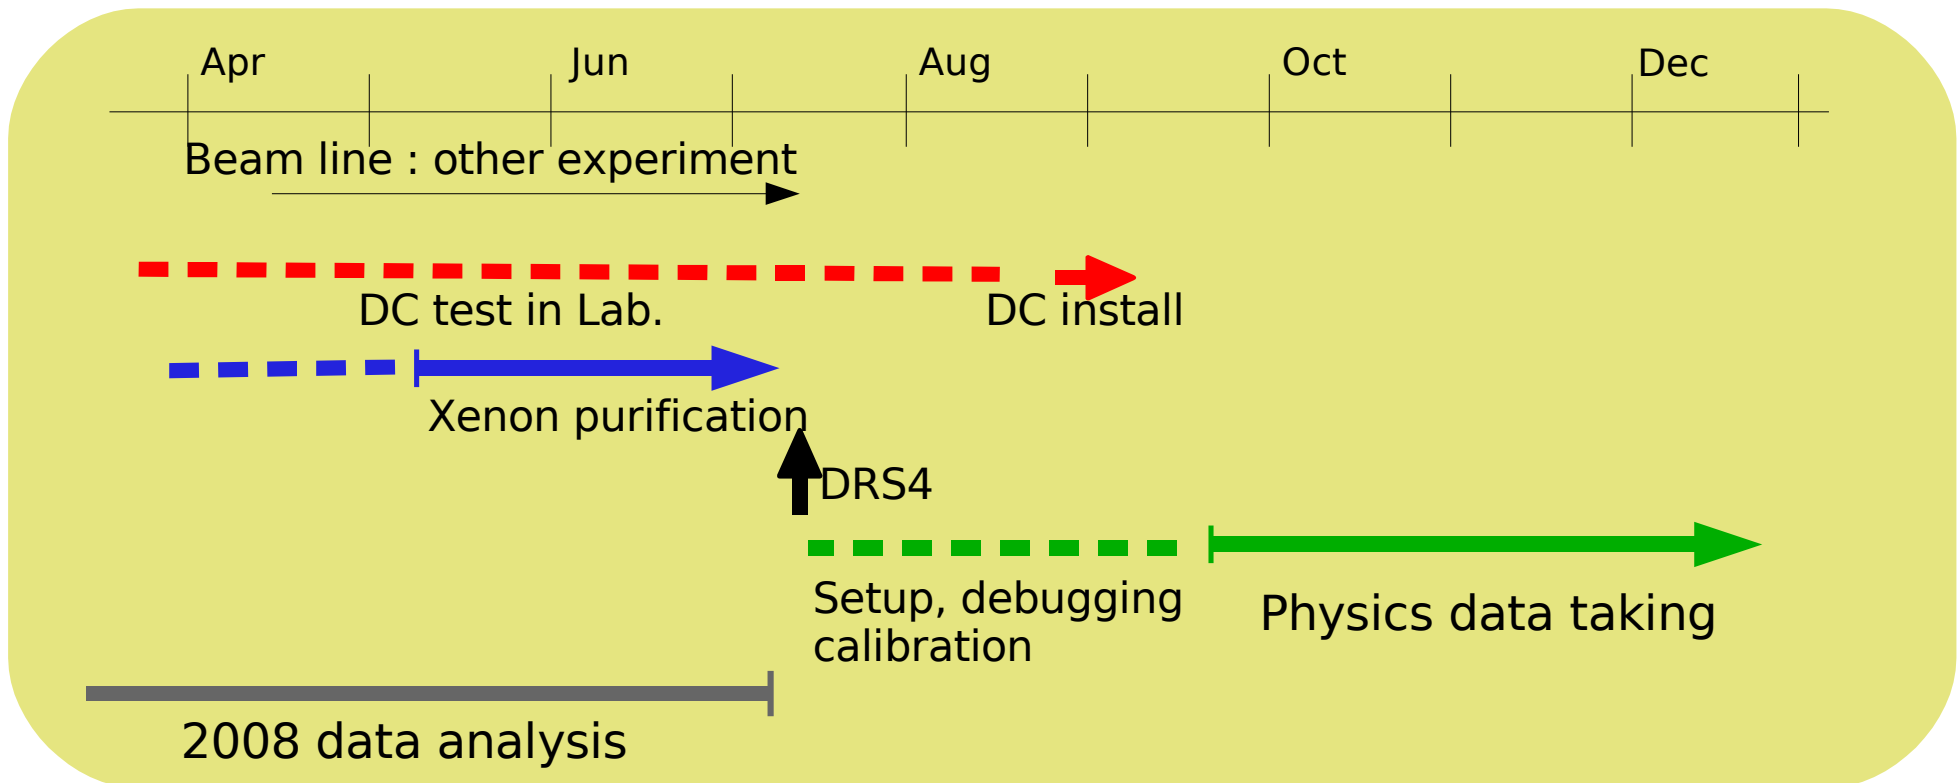 Apr Jun Aug Oct Dec
Beam line : other experiment
DC test in Lab.
DC install
Xenon purification
DRS4
Setup, debugging
calibration
Physics data taking
2008 data analysis